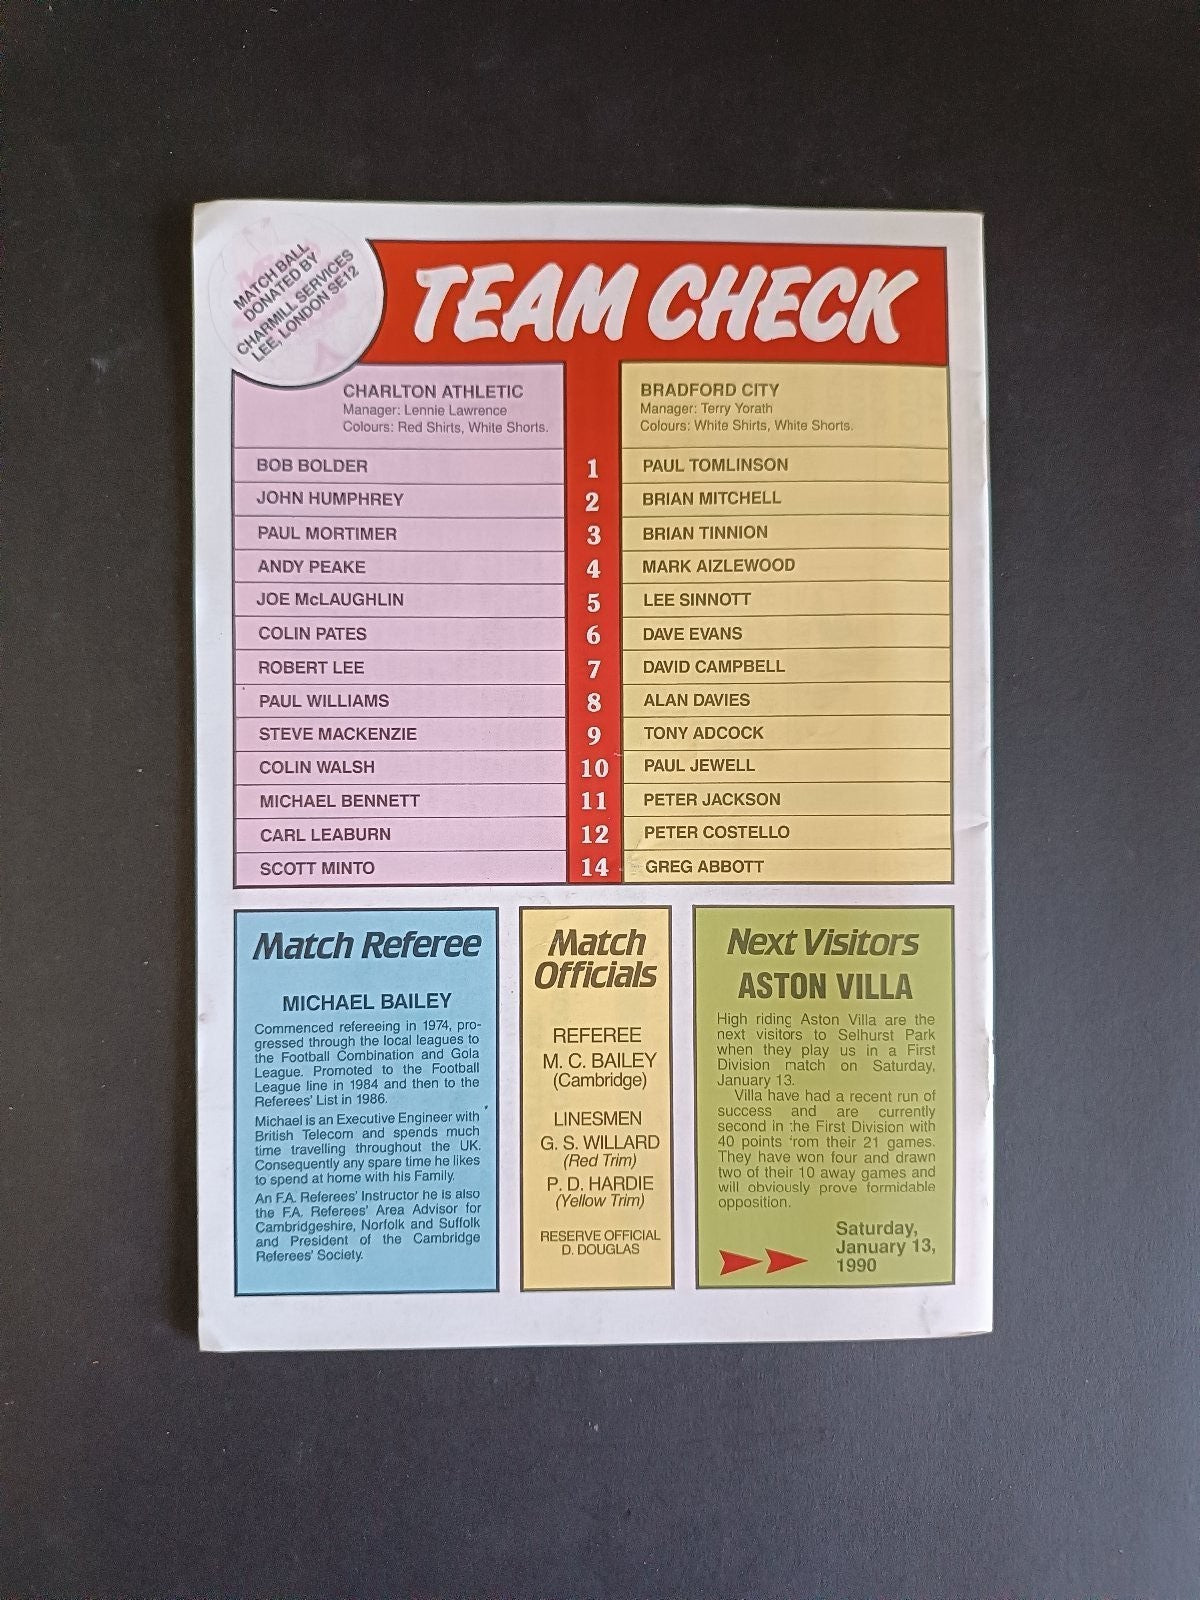 MATCH BALL
DONATED BY
CHARMILL SERVICES
LEE, LONDON SE12
TEAM CHECK
CHARLTON ATHLETIC
Manager: Lennie Lawrence
Colours: Red Shirts, White Shorts.
BRADFORD CITY
Manager: Terry Yorath
Colours: White Shirts, White Shorts.
BOB BOLDER 1 PAUL TOMLINSON
JOHN HUMPHREY 2 BRIAN MITCHELL
PAUL MORTIMER 3 BRIAN TINNION
ANDY PEAKE 4 MARK AIZLEWOOD
JOE McLAUGHLIN 5 LEE SINNOTT
COLIN PATES 6 DAVE EVANS
ROBERT LEE 7 DAVID CAMPBELL
PAUL WILLIAMS 8 ALAN DAVIES
STEVE MACKENZIE 9 TONY ADCOCK
COLIN WALSH 10 PAUL JEWELL
MICHAEL BENNETT 11 PETER JACKSON
CARL LEABURN 12 PETER COSTELLO
SCOTT MINTO 14 GREG ABBOTT
Match Referee
MICHAEL BAILEY
Commenced refereeing in 1974, pro-
gressed through the local leagues to
the Football Combination and Gola
League. Promoted to the Football
League line in 1984 and then to the
Referees' List in 1986.
Michael is an Executive Engineer with
British Telecom and spends much
time travelling throughout the UK.
Consequently any spare time he likes
to spend at home with his Family.
An F.A. Referees' Instructor he is also
the F.A. Referees' Area Advisor for
Cambridgeshire, Norfolk and Suffolk
and President of the Cambridge
Referees' Society.
Match
Officials
REFEREE
M. C. BAILEY
(Cambridge)
LINESMEN
G. S. WILLARD
(Red Trim)
P. D. HARDIE
(Yellow Trim)
RESERVE OFFICIAL
D. DOUGLAS
Next Visitors
ASTON VILLA
High riding Aston Villa are the
next visitors to Selhurst Park
when they play us in a First
Division match on Saturday,
January 13.
Villa have had a recent run of
success and are currently
second in the First Division with
40 points from their 21 games.
They have won four and drawn
two of their 10 away games and
will obviously prove formidable
opposition.
Saturday,
January 13,
1990